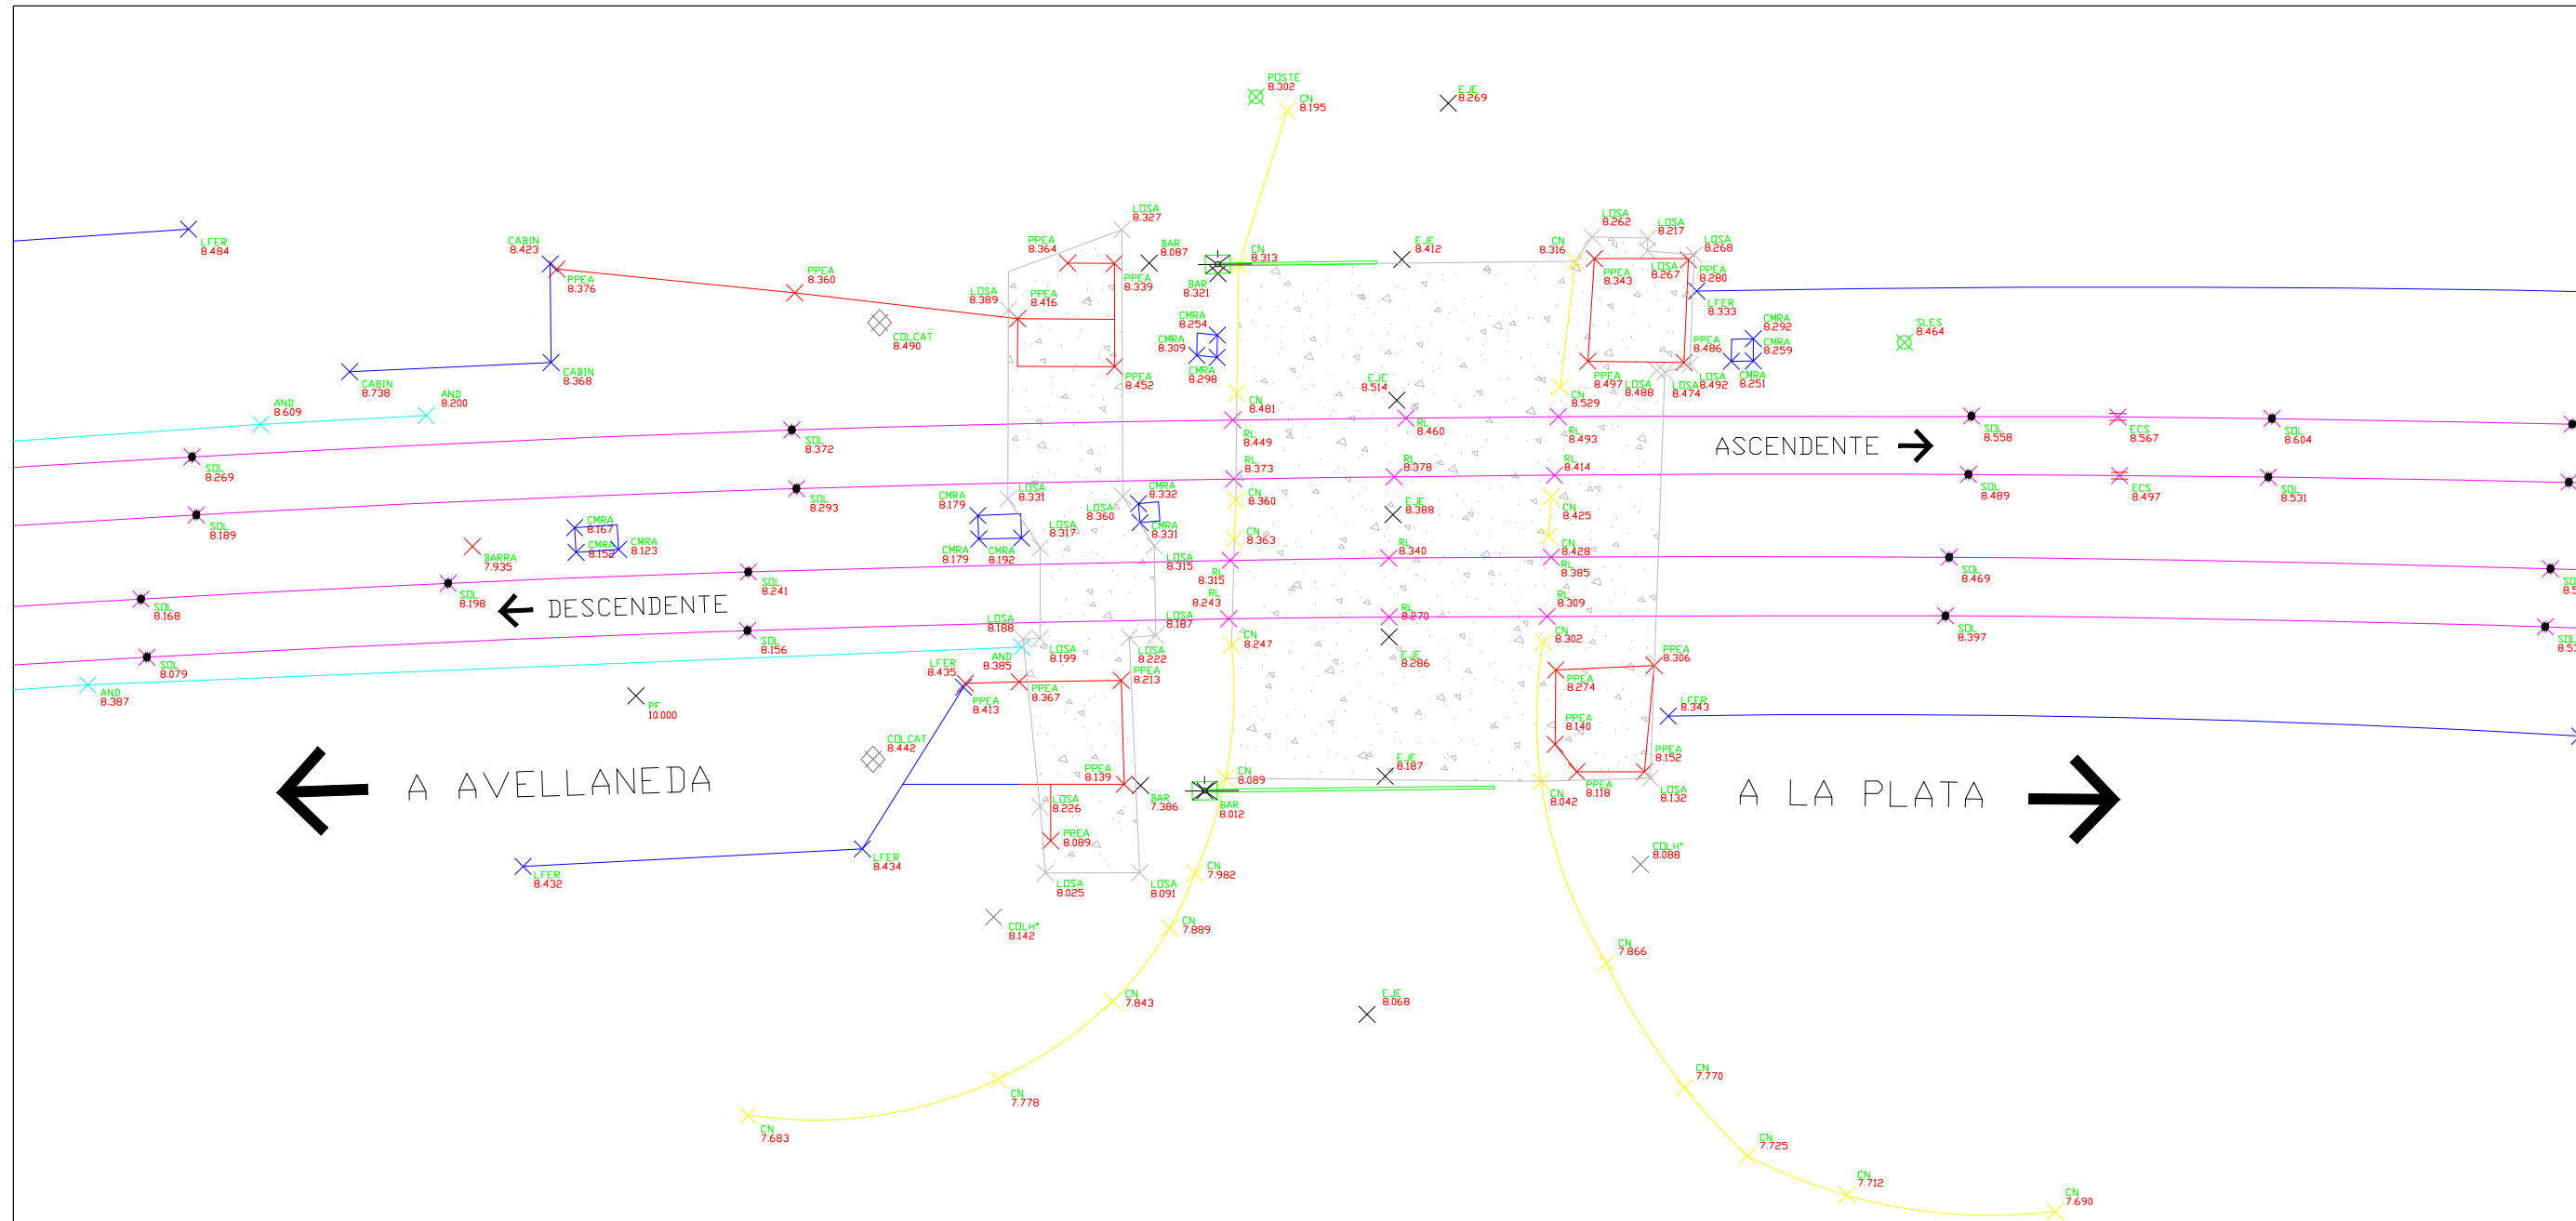 POSTE
8.302
CN
8.195
EJE
8.269
LFER
8.484
CABIN
8.423
PPEA
8.376
PPEA
8.360
COLCAT
8.490
CABIN
8.738
CABIN
8.368
AND
8.609
AND
8.200
LOSA
8.327
PPEA
8.364
BAR
8.087
PPEA
8.339
LOSA
8.389
PPEA
8.416
PPEA
8.452
CN
8.313
BAR
8.321
CMRA
8.254
CMRA
8.309
CMRA
8.298
EJE
8.412
EJE
8.514
CN
8.316
LOSA
8.262
LOSA
8.217
LOSA
8.268
PPEA
8.343
LOSA
8.267
PPEA
8.280
LFER
8.333
PPEA
8.486
CMRA
8.292
CMRA
8.259
CMRA
8.251
SLES
8.464
PPEA
8.497
LOSA
8.488
LOSA
8.474
LOSA
8.492
CN
8.529
CN
8.481
RL
8.449
RL
8.460
RL
8.493
ASCENDENTE
SOL
8.558
ECS
8.567
SOL
8.604
SOL
8.269
SOL
8.372
SOL
8.189
SOL
8.293
RL
8.373
RL
8.378
RL
8.414
SOL
8.489
ECS
8.497
SOL
8.531
CMRA
8.179
LOSA
8.331
CMRA
8.332
LOSA
8.360
CMRA
8.331
CN
8.360
EJE
8.388
CN
8.425
CMRA
8.167
CMRA
8.152
CMRA
8.123
BARRA
7.935
CMRA
8.179
CMRA
8.192
LOSA
8.317
LOSA
8.315
CN
8.363
RL
8.315
RL
8.340
CN
8.428
RL
8.385
SOL
8.469
SOL
8.168
SOL
8.198
SOL
8.241
DESCENDENTE
RL
8.243
RL
8.270
RL
8.309
SOL
8.397
SOL
8.079
SOL
8.156
LOSA
8.188
LOSA
8.199
LOSA
8.187
LOSA
8.222
CN
8.247
EJE
8.286
CN
8.302
AND
8.387
AND
8.385
LFER
8.435
PPEA
8.413
PPEA
8.367
PPEA
8.213
PPEA
8.306
PPEA
8.274
LFER
8.343
PF
10.000
COLCAT
8.442
PPEA
8.140
A AVELLANEDA
PPEA
8.139
BAR
7.386
CN
8.089
BAR
8.012
EJE
8.187
CN
8.042
PPEA
8.118
PPEA
8.152
LOSA
8.132
A LA PLATA
LOSA
8.226
PPEA
8.089
LFER
8.432
LFER
8.434
LOSA
8.025
LOSA
8.091
CN
7.982
COLH*
8.088
COLH*
8.142
CN
7.889
CN
7.866
CN
7.843
EJE
8.068
CN
7.778
CN
7.770
CN
7.683
CN
7.725
CN
7.712
CN
7.690